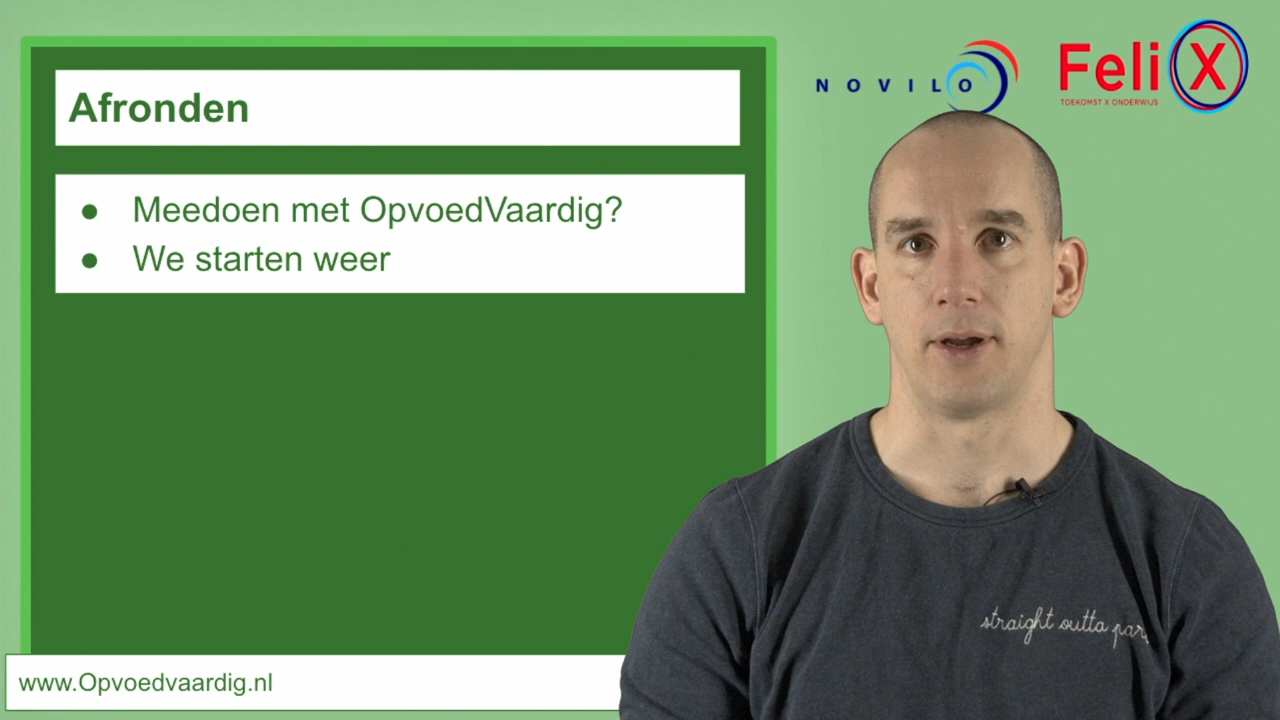 Afronden
● Meedoen met OpvoedVaardig?
● We starten weer
www.Opvoedvaardig.nl
NOVILO
FeliX
TOEKOMST X ONDERWIJS
straight outta